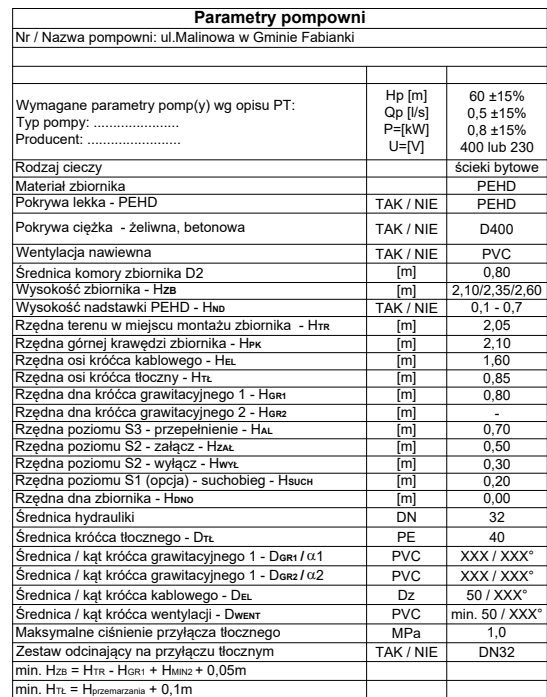 Parametry pompowni
Nr / Nazwa pompowni: ul.Malinowa w Gminie Fabianki
Wymagane parametry pomp(y) wg opisu PT:
Typ pompy: ......................
Producent: ........................
Hp [m] 60 ±15%
Qp [l/s] 0,5 ±15%
P=[kW] 0,8 ±15%
U=[V] 400 lub 230
Rodzaj cieczy ścieki bytowe
Materiał zbiornika PEHD
Pokrywa lekka - PEHD TAK / NIE PEHD
Pokrywa ciężka - żeliwna, betonowa TAK / NIE D400
Wentylacja nawiewna TAK / NIE PVC
Średnica komory zbiornika D2 [m] 0,80
Wysokość zbiornika - HZB [m] 2,10/2,35/2,60
Wysokość nadstawki PEHD - HND TAK / NIE 0,1 - 0,7
Rzędna terenu w miejscu montażu zbiornika - HTR [m] 2,05
Rzędna górnej krawędzi zbiornika - HPK [m] 2,10
Rzędna osi króćca kablowego - HEL [m] 1,60
Rzędna osi króćca tłoczny - HTŁ [m] 0,85
Rzędna dna króćca grawitacyjnego 1 - HGR1 [m] 0,80
Rzędna dna króćca grawitacyjnego 2 - HGR2 [m] -
Rzędna poziomu S3 - przepełnienie - HAL [m] 0,70
Rzędna poziomu S2 - załącz - HZAŁ [m] 0,50
Rzędna poziomu S2 - wyłącz - HWYŁ [m] 0,30
Rzędna poziomu S1 (opcja) - suchobieg - HSUCH [m] 0,20
Rzędna dna zbiornika - HDNO [m] 0,00
Średnica hydrauliki DN 32
Średnica króćca tłocznego - DTŁ PE 40
Średnica / kąt króćca grawitacyjnego 1 - DGR1 / α1 PVC XXX / XXX°
Średnica / kąt króćca grawitacyjnego 1 - DGR2 / α2 PVC XXX / XXX°
Średnica / kąt króćca kablowego - DEL Dz 50 / XXX°
Średnica / kąt króćca wentylacji - DWENT PVC min. 50 / XXX°
Maksymalne ciśnienie przyłącza tłocznego MPa 1,0
Zestaw odcinający na przyłączu tłocznym TAK / NIE DN32
min. HZB = HTR - HGR1 + HMIN2 + 0,05m
min. HTŁ = Hprzemarzania + 0,1m